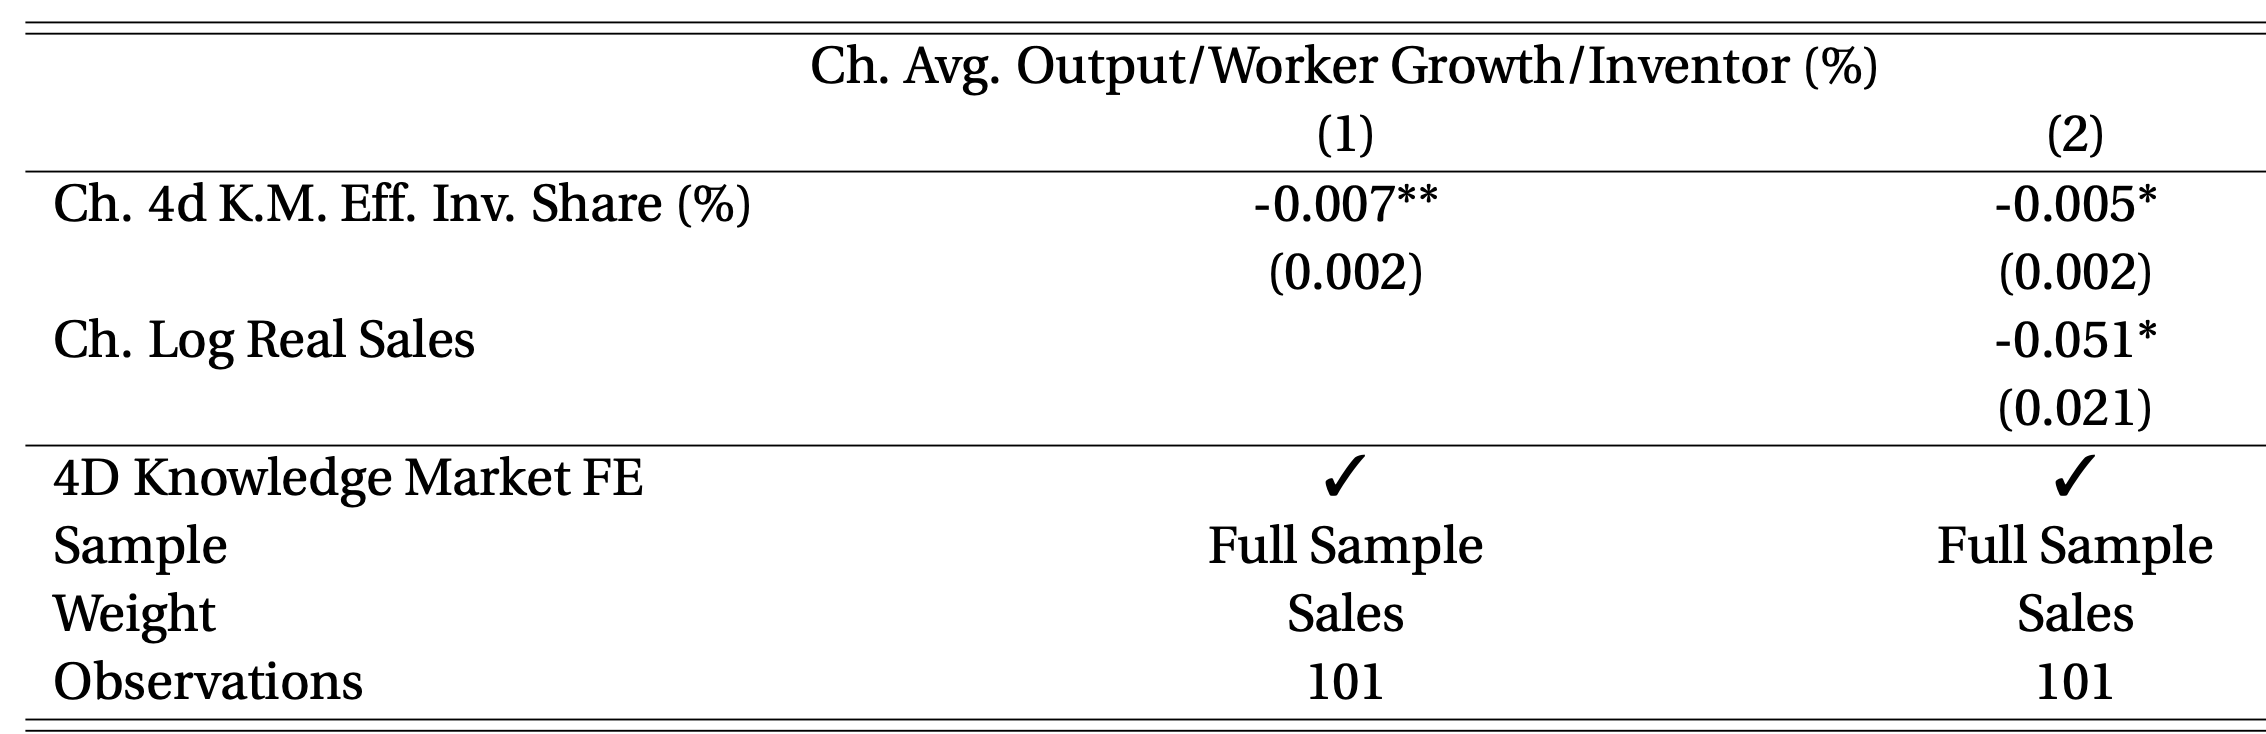 Ch. Avg. Output/Worker Growth/Inventor (%)
(1) (2)
Ch. 4d K.M. Eff. Inv. Share (%) -0.007** -0.005*
(0.002) (0.002)
Ch. Log Real Sales -0.051*
(0.021)
4D Knowledge Market FE ✓ ✓
Sample Full Sample Full Sample
Weight Sales Sales
Observations 101 101